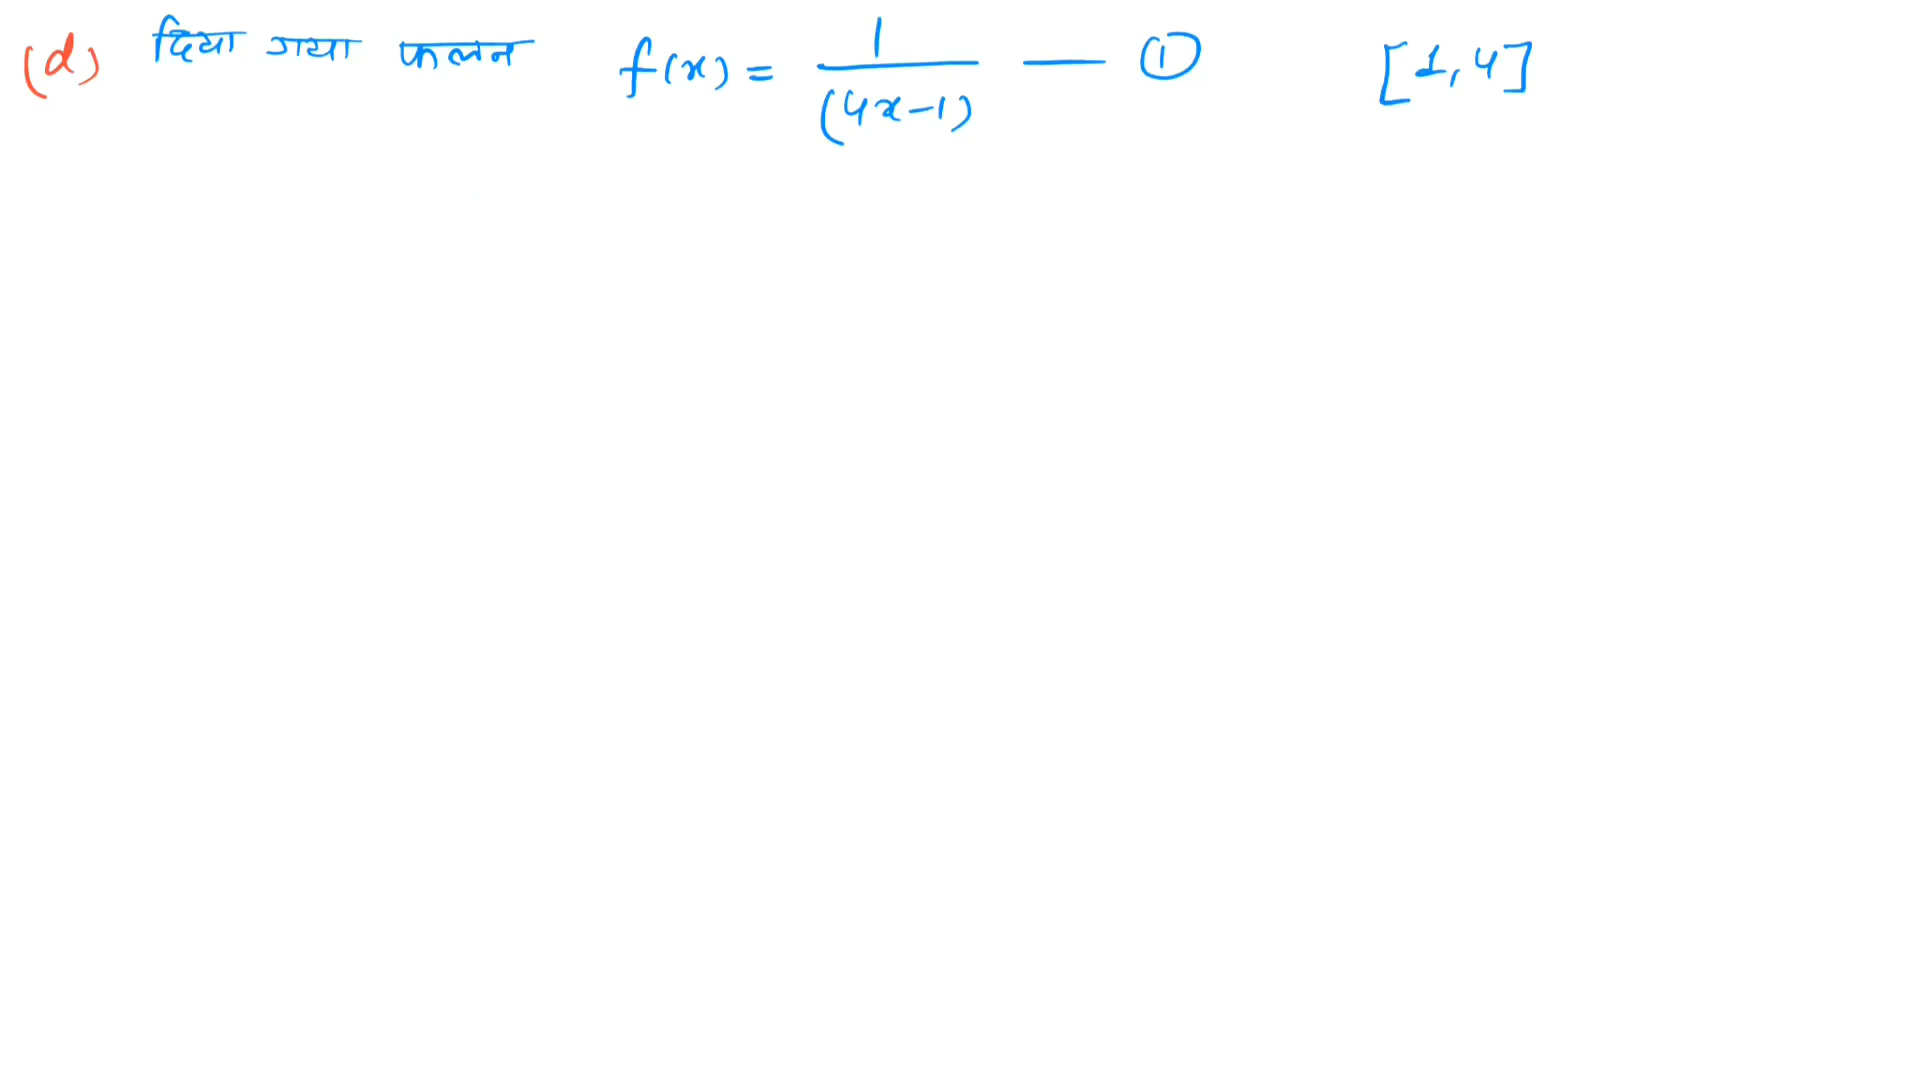 (d) दिया गया फलन f(x) = 1/(4x-1) — ① [1,4]